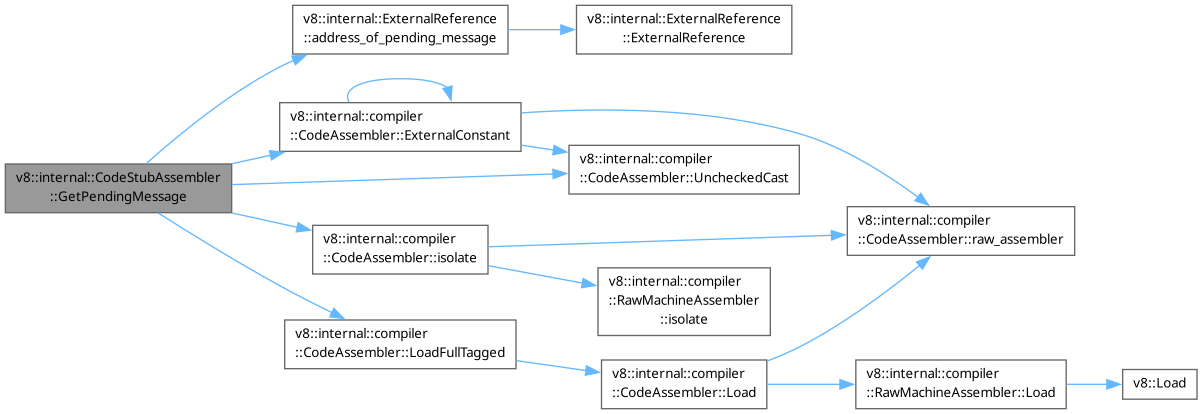 v8::internal::ExternalReference
::address_of_pending_message
v8::internal::ExternalReference
::ExternalReference
v8::internal::compiler
::CodeAssembler::ExternalConstant
v8::internal::compiler
::CodeAssembler::UncheckedCast
v8::internal::CodeStubAssembler
::GetPendingMessage
v8::internal::compiler
::CodeAssembler::isolate
v8::internal::compiler
::CodeAssembler::raw_assembler
v8::internal::compiler
::RawMachineAssembler
::isolate
v8::internal::compiler
::CodeAssembler::LoadFullTagged
v8::internal::compiler
::CodeAssembler::Load
v8::internal::compiler
::RawMachineAssembler::Load
v8::Load